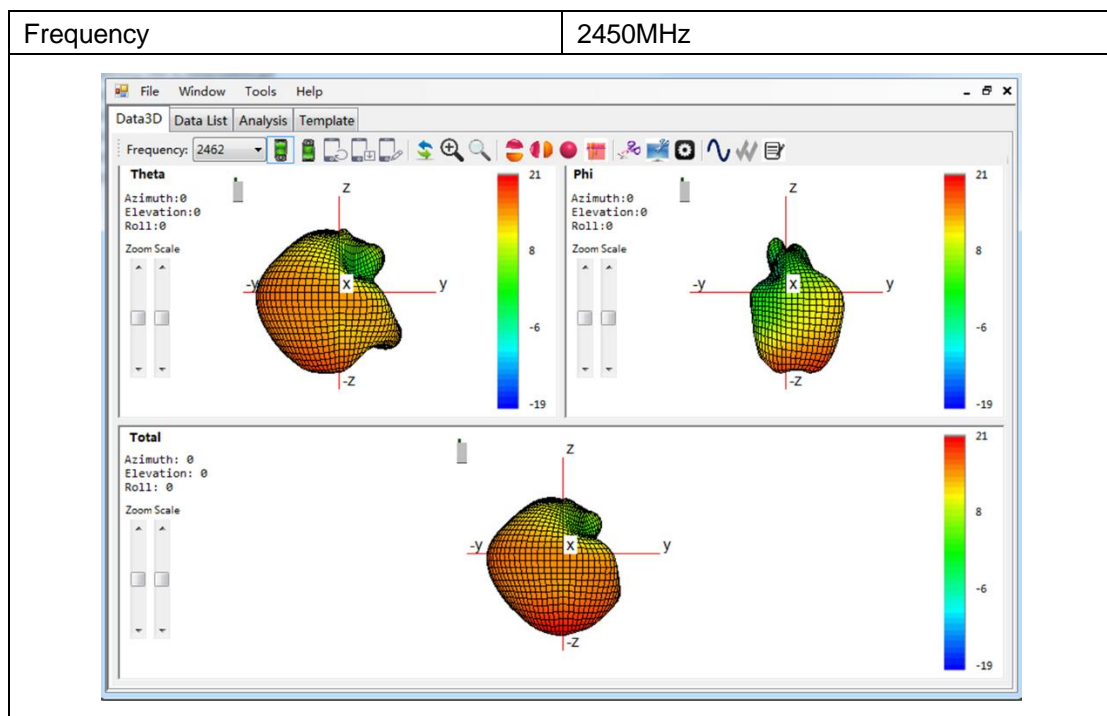 Frequency 2450MHz
File Window Tools Help
Data3D Data List Analysis Template
Frequency: 2462
Theta
Azimuth:0
Elevation:0
Roll:0
Zoom Scale
z
-y
x
y
-z
21
8
-6
-19
Phi
Azimuth:0
Elevation:0
Roll:0
Zoom Scale
z
-y
x
y
-z
21
8
-6
-19
Total
Azimuth: 0
Elevation: 0
Roll: 0
Zoom Scale
z
-y
x
y
-z
21
8
-6
-19